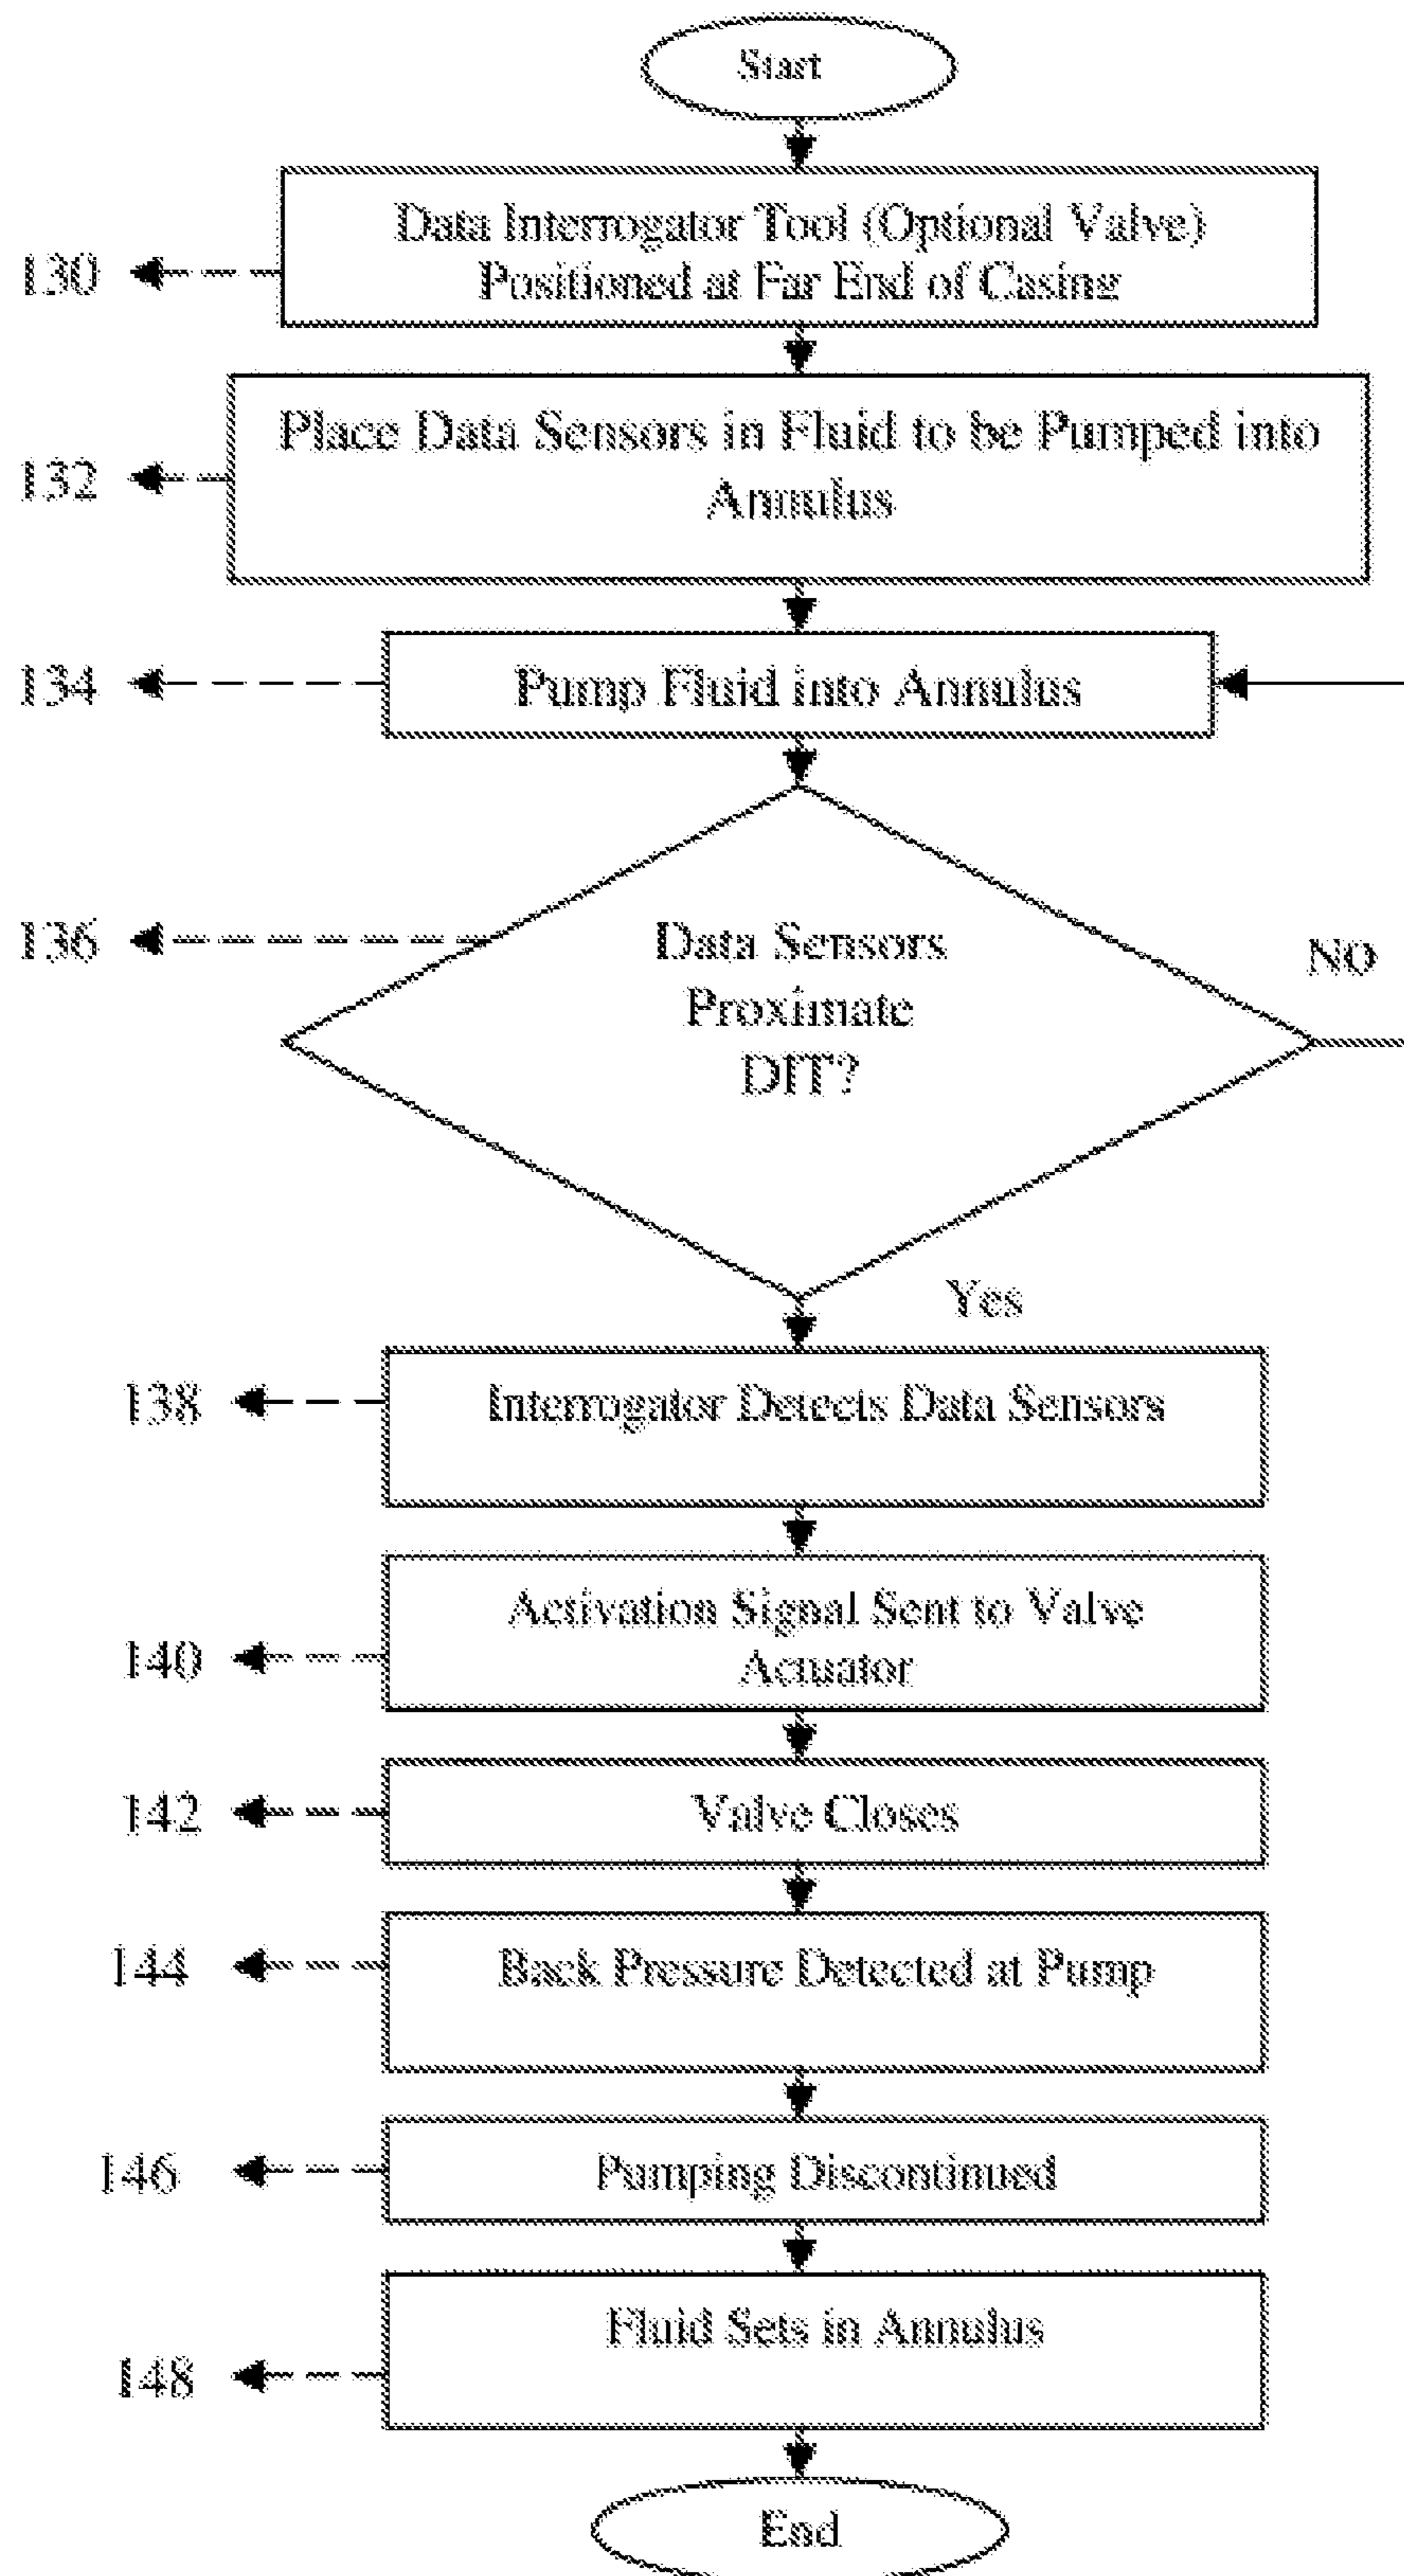 Start
Data Interrogator Tool (Optional Valve)
Positioned at Far End of Casing
130
Place Data Sensors in Fluid to be Pumped into
Annulus
132
Pump Fluid into Annulus
134
Data Sensors
Proximate
DIT?
136
No
Yes
Interrogator Detects Data Sensors
138
Activation Signal Sent to Valve
Actuator
140
Valve Closes
142
Back Pressure Detected at Pump
144
Pumping Discontinued
146
Fluid Sets in Annulus
148
End